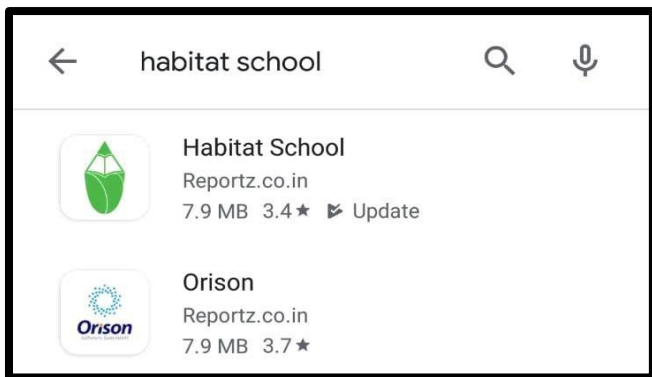 habitat school
Habitat School
Reportz.co.in
7.9 MB 3.4★ Update
Orison
Reportz.co.in
7.9 MB 3.7★
Orison